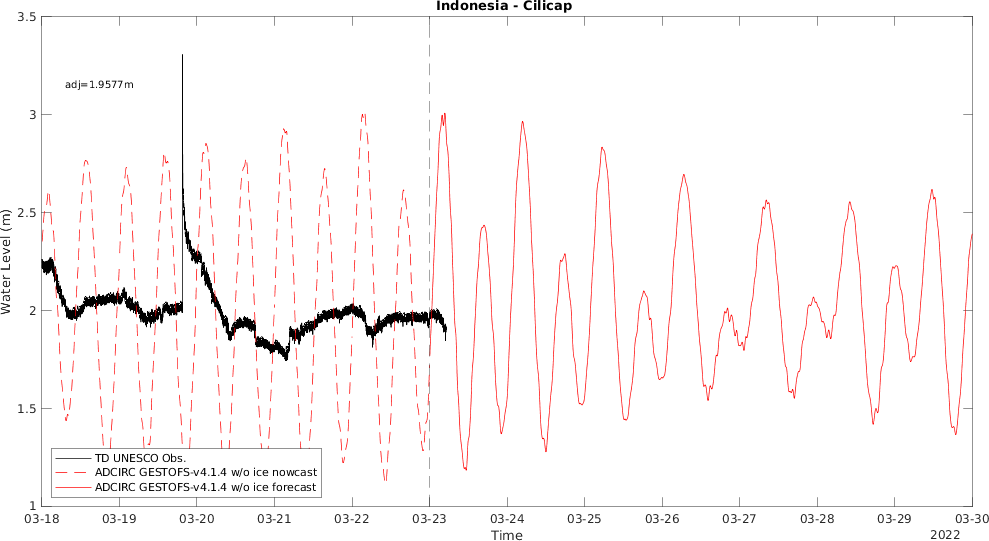 Indonesia - Cilicap
3.5
3
2.5
2
1.5
1
Water Level (m)
adj=1.9577m
TD UNESCO Obs.
ADCIRC GESTOFS-v4.1.4 w/o ice nowcast
ADCIRC GESTOFS-v4.1.4 w/o ice forecast
03-18 03-19 03-20 03-21 03-22 03-23 03-24 03-25 03-26 03-27 03-28 03-29 03-30
Time
2022